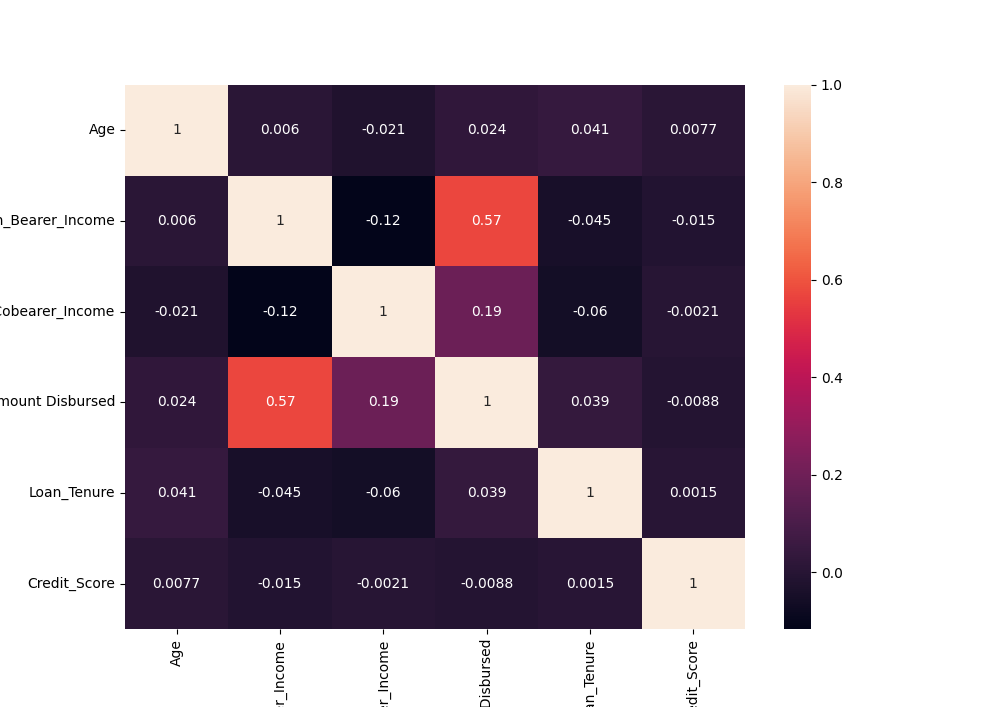 1.0
Age 1 0.006 -0.021 0.024 0.041 0.0077
0.8
n_Bearer_Income 0.006 1 -0.12 0.57 -0.045 -0.015
0.6
Cobearer_Income -0.021 -0.12 1 0.19 -0.06 -0.0021
0.4
mount Disbursed 0.024 0.57 0.19 1 0.039 -0.0088
0.2
Loan_Tenure 0.041 -0.045 -0.06 0.039 1 0.0015
0.0
Credit_Score 0.0077 -0.015 -0.0021 -0.0088 0.0015 1
Age
r_Income
er_Income
Disbursed
an_Tenure
edit_Score